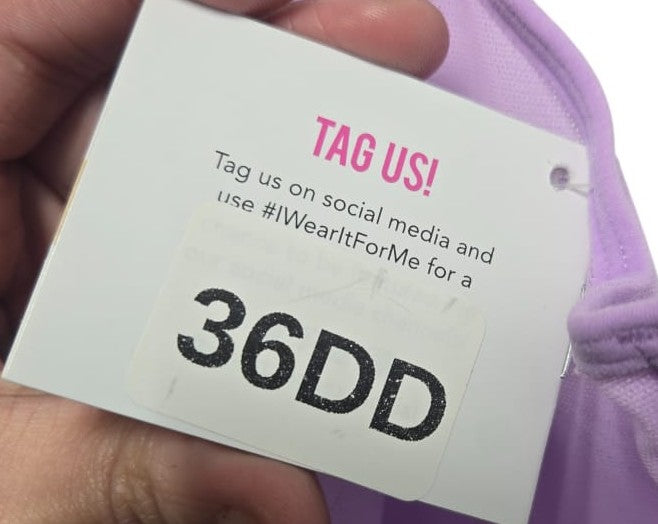 TAG US!
Tag us on social media and
use #IWearItForMe for a
36DD